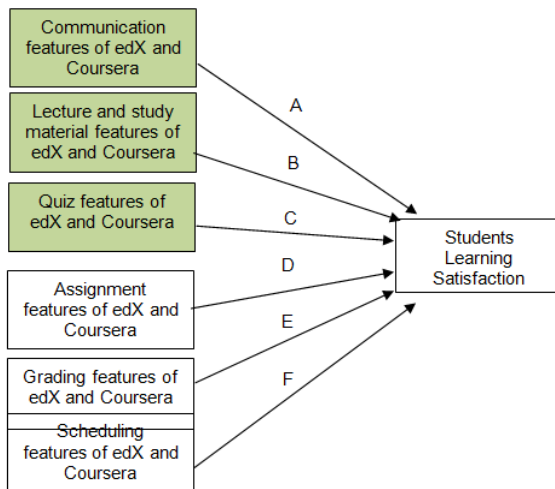 Communication
features of edX and
Coursera
A
Lecture and study
material features of
edX and Coursera
B
Quiz features of
edX and Coursera
C
Students
Learning
Satisfaction
D
Assignment
features of edX and
Coursera
E
Grading features of
edX and Coursera
F
Scheduling
features of edX and
Coursera